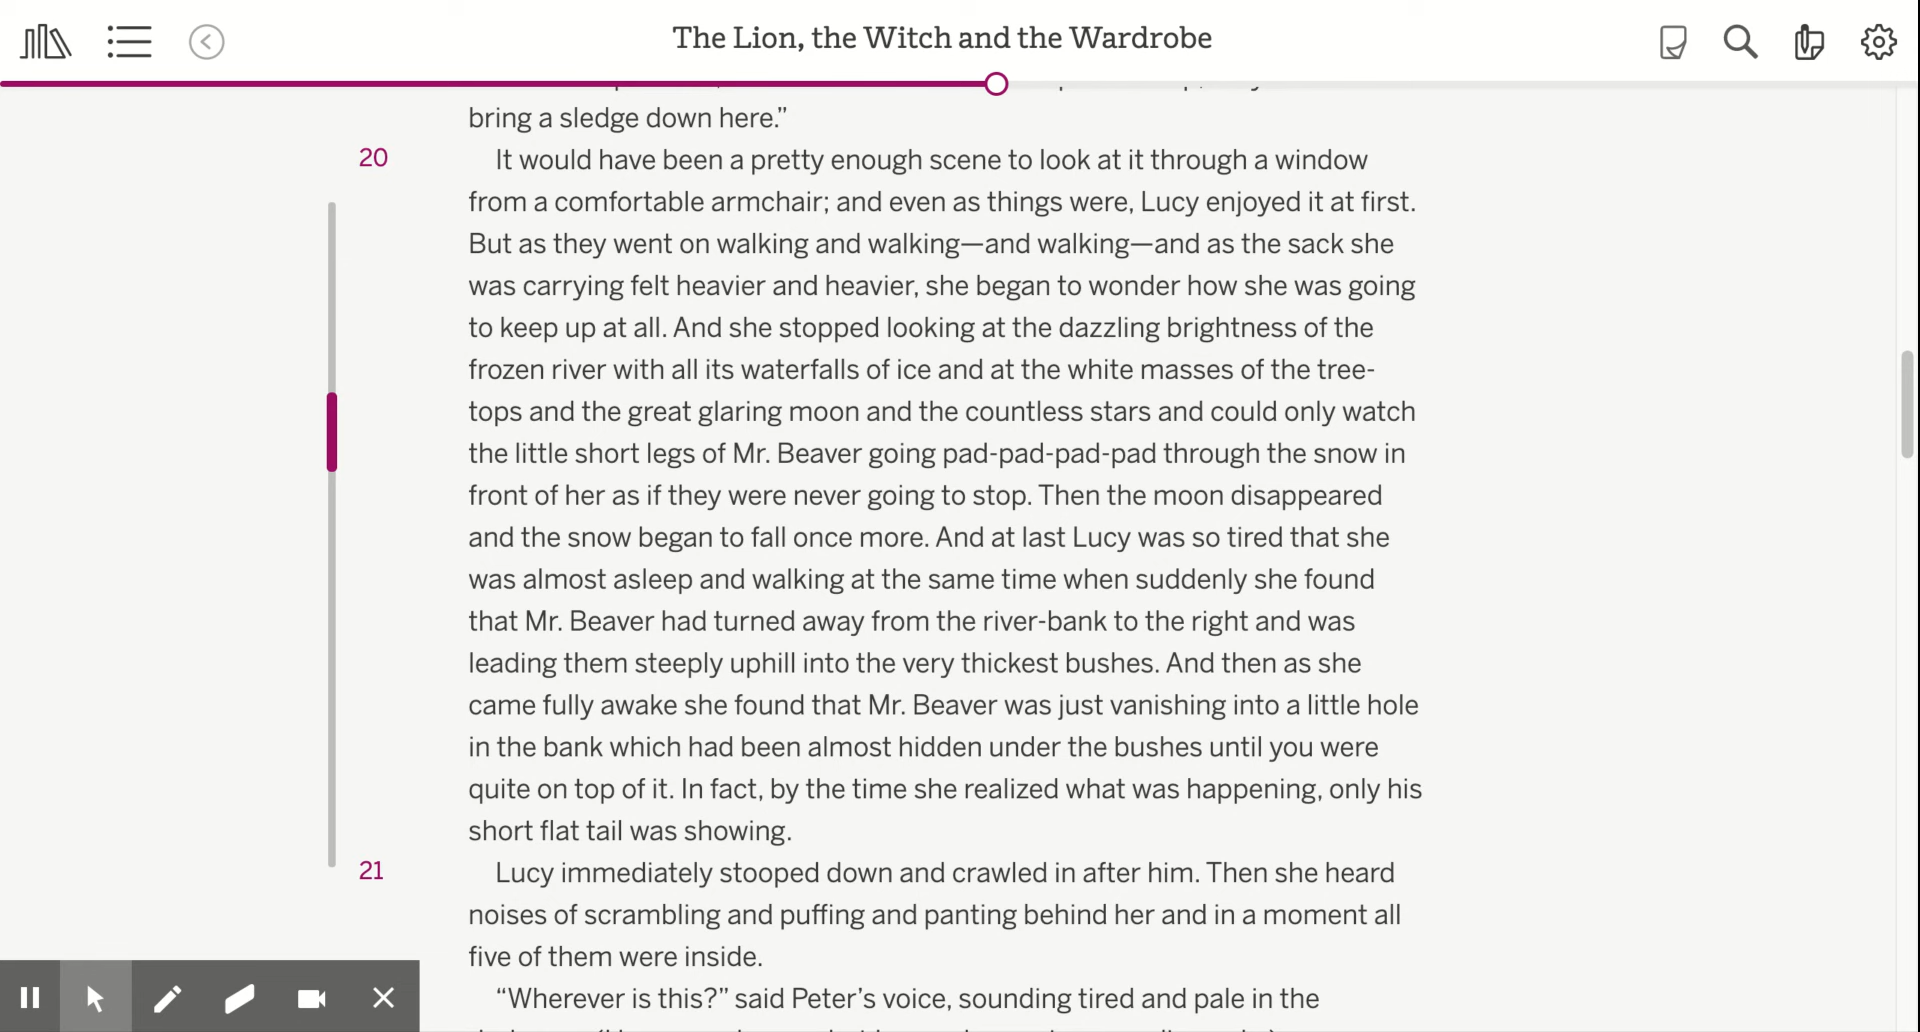 The Lion, the Witch and the Wardrobe
bring a sledge down here.”
20
It would have been a pretty enough scene to look at it through a window
from a comfortable armchair; and even as things were, Lucy enjoyed it at first.
But as they went on walking and walking—and walking—and as the sack she
was carrying felt heavier and heavier, she began to wonder how she was going
to keep up at all. And she stopped looking at the dazzling brightness of the
frozen river with all its waterfalls of ice and at the white masses of the tree-
tops and the great glaring moon and the countless stars and could only watch
the little short legs of Mr. Beaver going pad-pad-pad-pad through the snow in
front of her as if they were never going to stop. Then the moon disappeared
and the snow began to fall once more. And at last Lucy was so tired that she
was almost asleep and walking at the same time when suddenly she found
that Mr. Beaver had turned away from the river-bank to the right and was
leading them steeply uphill into the very thickest bushes. And then as she
came fully awake she found that Mr. Beaver was just vanishing into a little hole
in the bank which had been almost hidden under the bushes until you were
quite on top of it. In fact, by the time she realized what was happening, only his
short flat tail was showing.
21
Lucy immediately stooped down and crawled in after him. Then she heard
noises of scrambling and puffing and panting behind her and in a moment all
five of them were inside.
“Wherever is this?” said Peter’s voice, sounding tired and pale in the